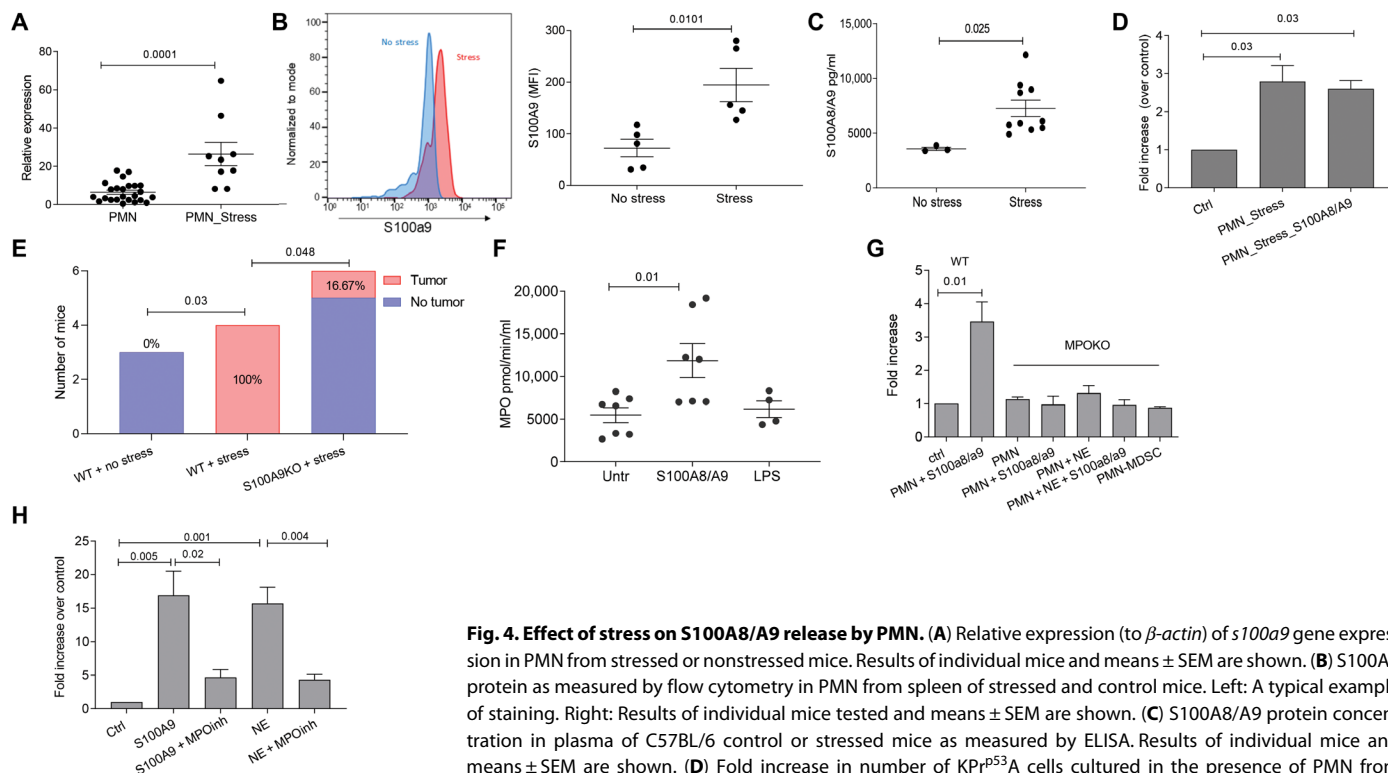 A
Relative expression
80
60
40
20
0
0.0001
PMN
PMN_Stress
B
Normalized to mode
100
80
60
40
20
0
No stress
Stress
10⁰ 10¹ 10² 10³ 10⁴ 10⁵ 10⁶
S100a9
S100A9 (MFI)
300
200
100
0
0.0101
No stress
Stress
C
S100A8/A9 pg/ml
15,000
10,000
5000
0
0.025
No stress
Stress
D
Fold increase (over control)
4
3
2
1
0
0.03
0.03
Ctrl
PMN_Stress
PMN_Stress_S100A8/A9
E
Number of mice
6
4
2
0
0.03
0.048
0%
100%
16.67%
Tumor
No tumor
WT + no stress
WT + stress
S100A9KO + stress
F
MPO pmol/min/ml
20,000
15,000
10,000
5000
0
0.01
Untr
S100A8/A9
LPS
G
Fold increase
5
4
3
2
1
0
WT
0.01
MPOKO
ctrl
PMN + S100a8/a9
PMN
PMN + S100a8/a9
PMN + NE
PMN + NE + S100a8/a9
PMN-MDSC
H
Fold increase over control
25
20
15
10
5
0
0.001
0.004
0.005
0.02
Ctrl
S100A9
S100A9 + MPOinh
NE
NE + MPOinh
Fig. 4. Effect of stress on S100A8/A9 release by PMN. (A) Relative expression (to β-actin) of s100a9 gene expres-
sion in PMN from stressed or nonstressed mice. Results of individual mice and means ± SEM are shown. (B) S100A
protein as measured by flow cytometry in PMN from spleen of stressed and control mice. Left: A typical exampl
of staining. Right: Results of individual mice tested and means ± SEM are shown. (C) S100A8/A9 protein concen-
tration in plasma of C57BL/6 control or stressed mice as measured by ELISA. Results of individual mice an
means ± SEM are shown. (D) Fold increase in number of KPrᵖ⁵³A cells cultured in the presence of PMN from